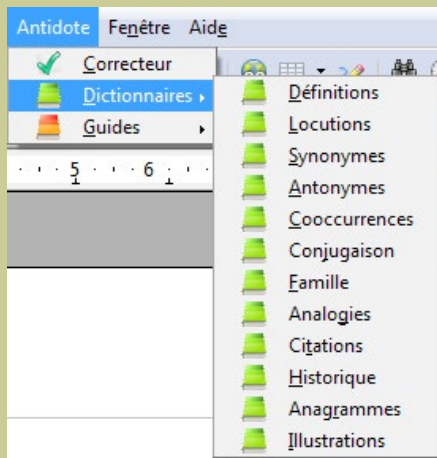 Antidote Fenêtre Aide
Correcteur
Dictionnaires
Guides
5 6
Définitions
Locutions
Synonymes
Antonymes
Cooccurrences
Conjugaison
Famille
Analogies
Citations
Historique
Anagrammes
Illustrations